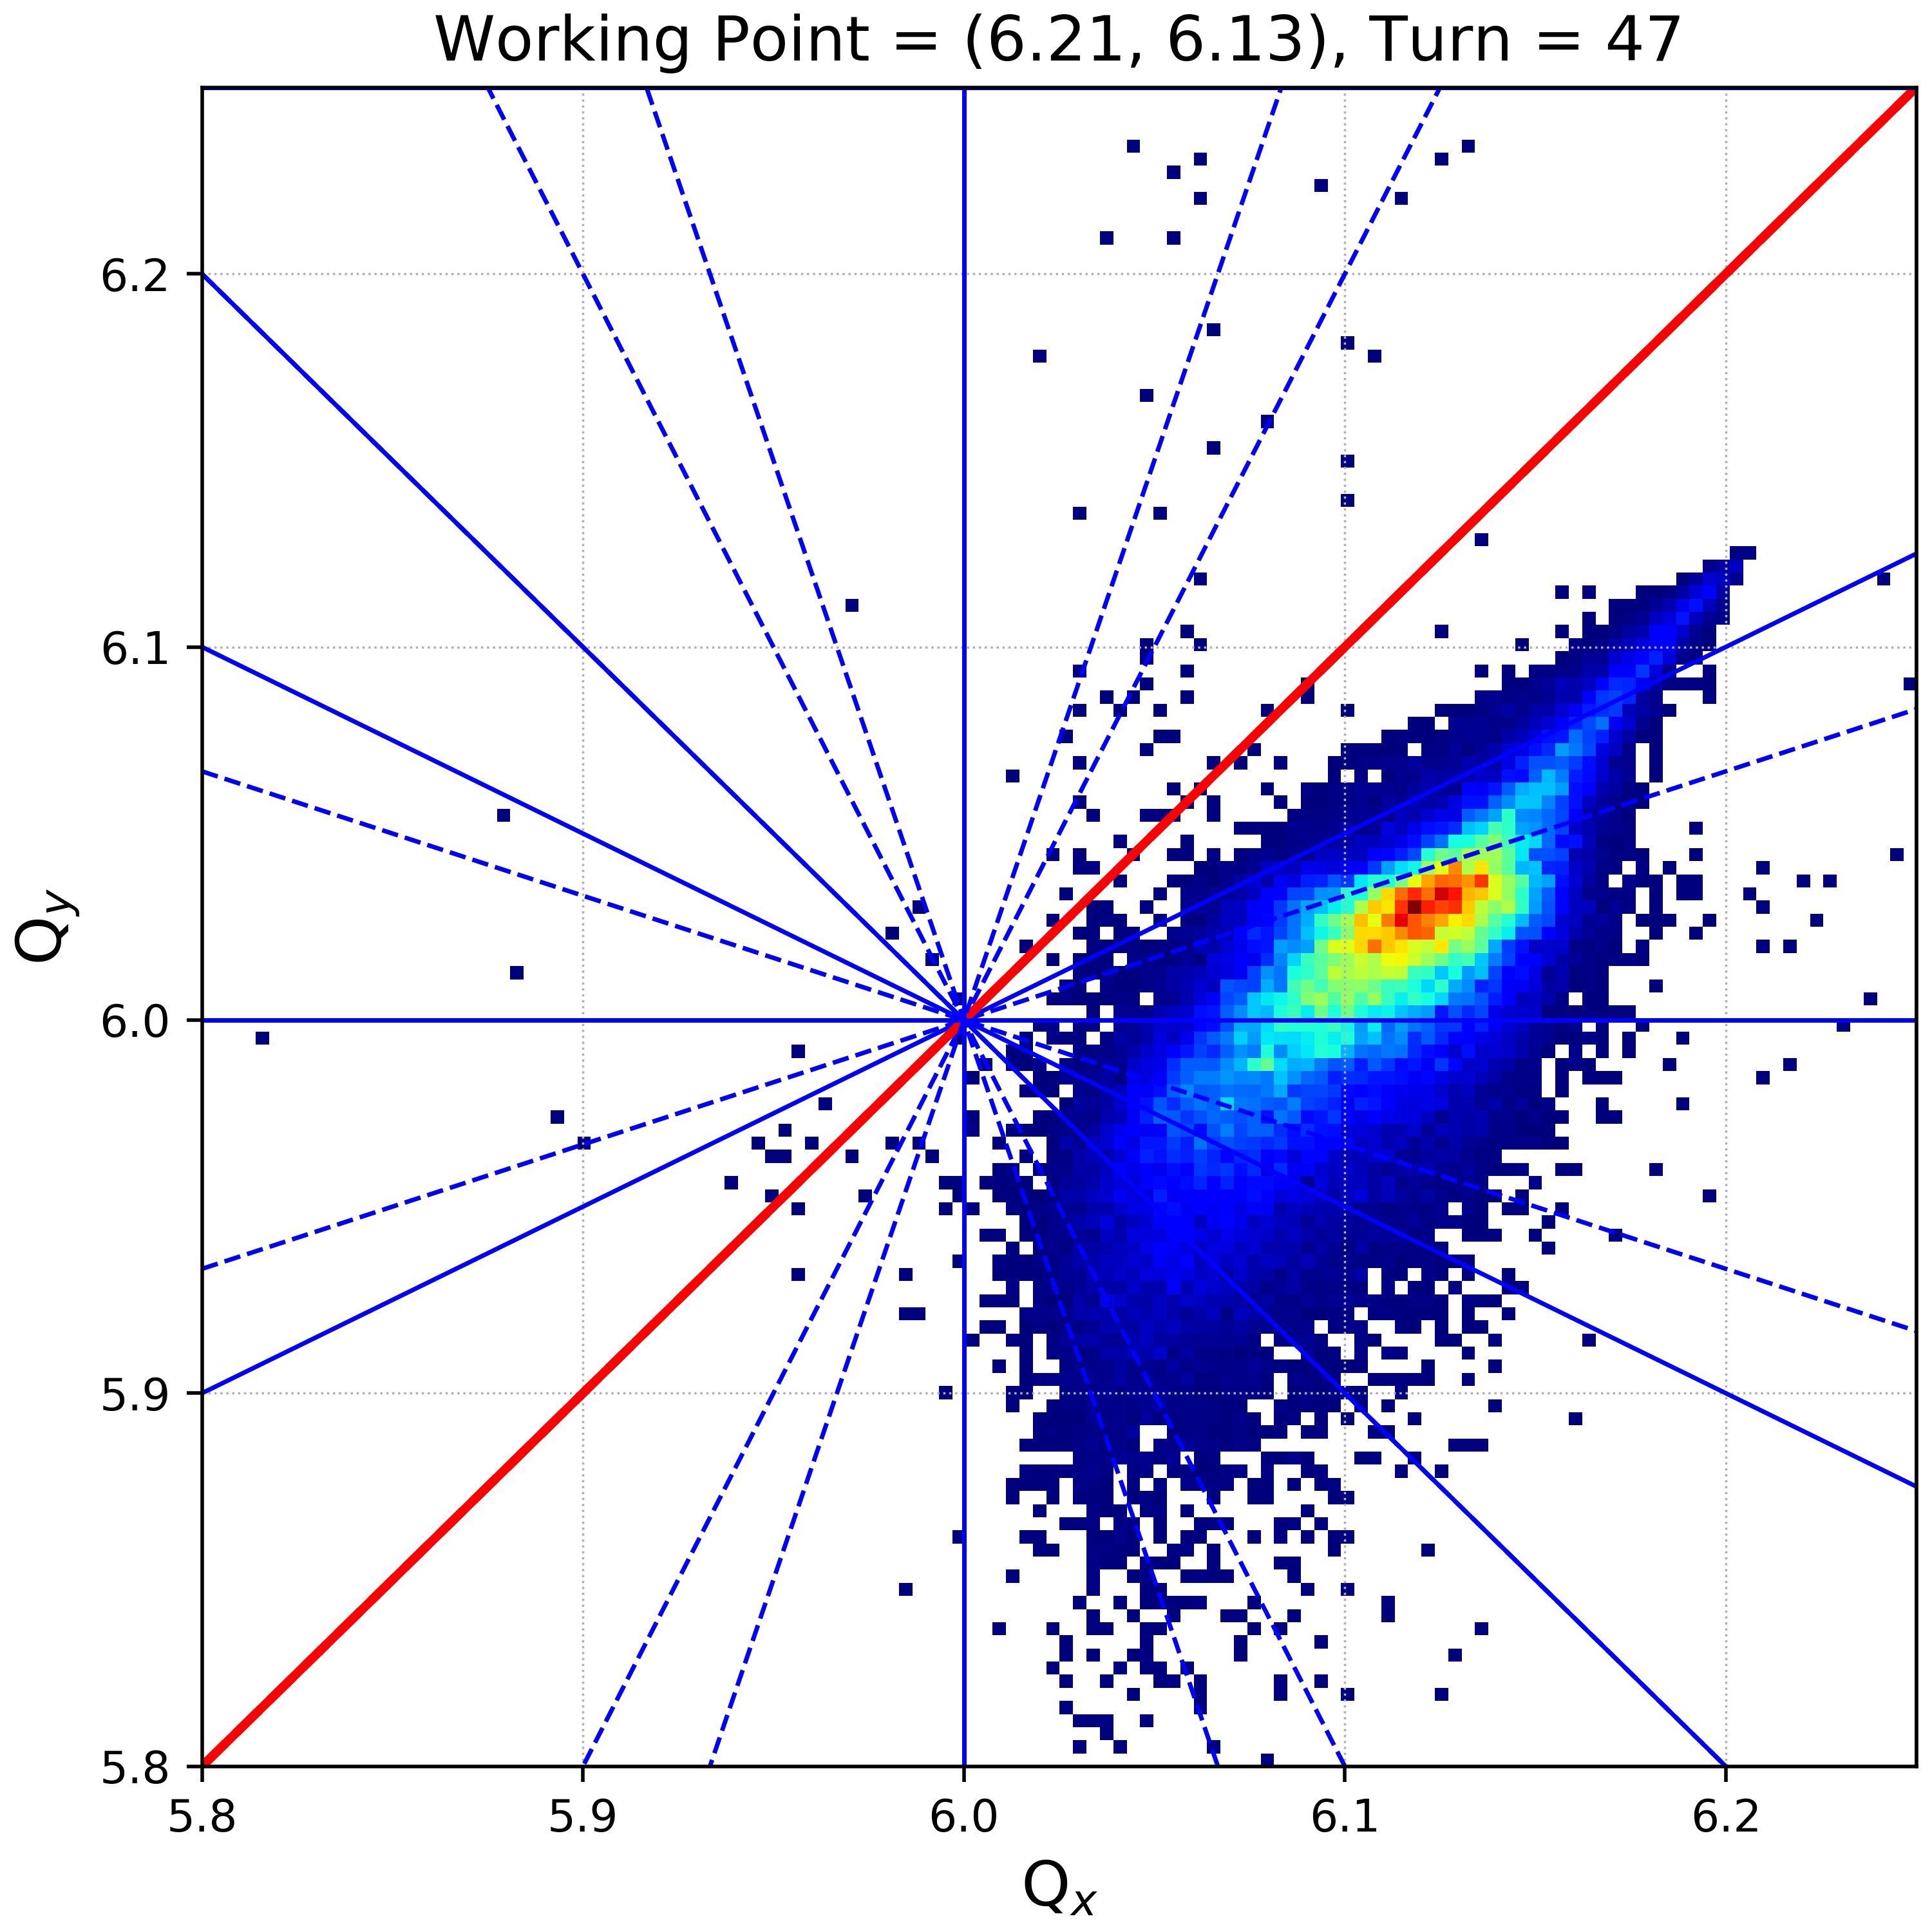 Working Point = (6.21, 6.13), Turn = 47
6.2
6.1
6.0
5.9
5.8
Qy
5.8 5.9 6.0 6.1 6.2
Qx